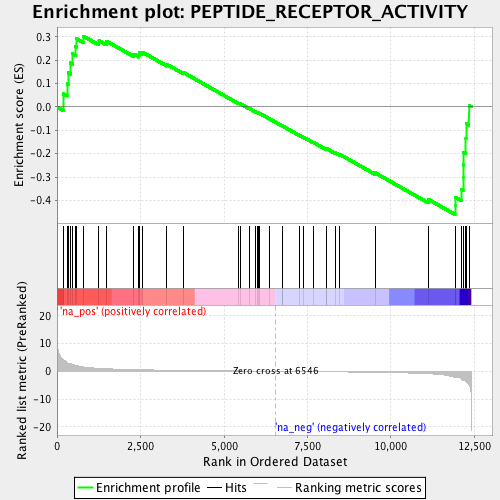 Enrichment plot: PEPTIDE_RECEPTOR_ACTIVITY
Enrichment score (ES)
0.3
0.2
0.1
0.0
-0.1
-0.2
-0.3
-0.4
'na_pos' (positively correlated)
Ranked list metric (PreRanked)
20
10
0
-10
-20
Zero cross at 6546
'na_neg' (negatively correlated)
0
2,500
5,000
7,500
10,000
12,500
Rank in Ordered Dataset
Enrichment profile
Hits
Ranking metric scores